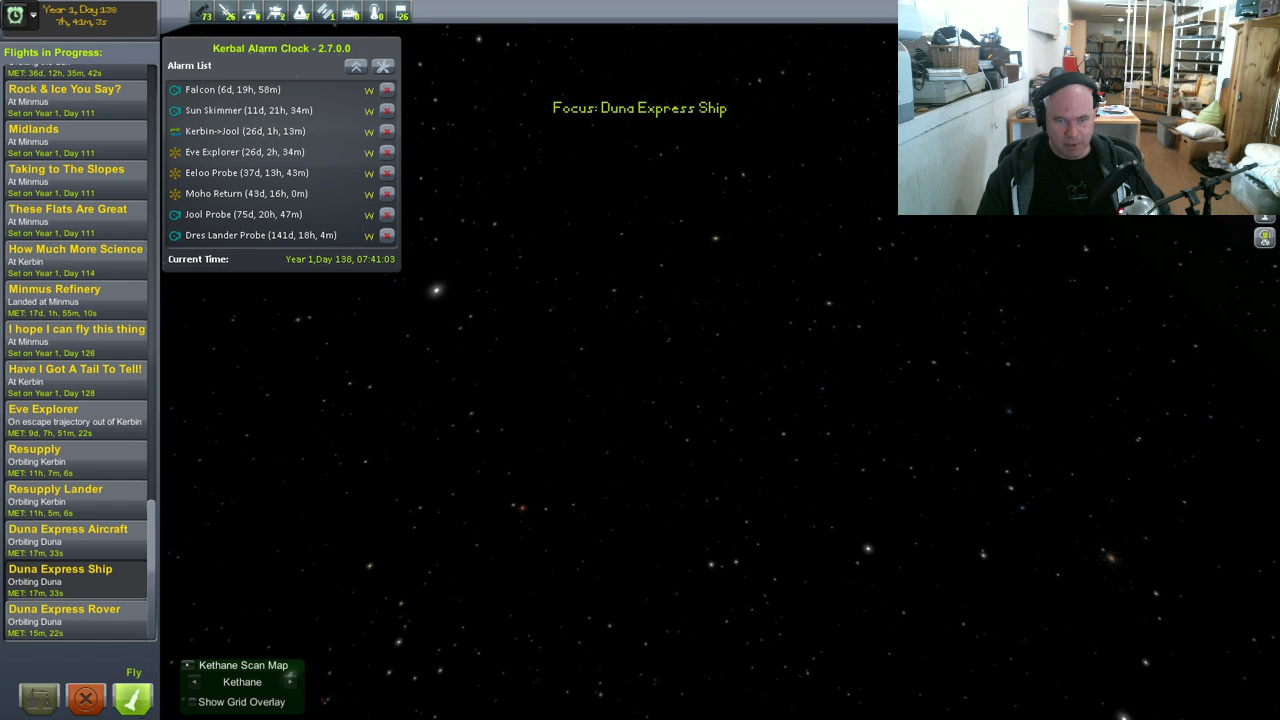 Year 1, Day 138
7h, 41m, 3s
73
26
8
2
7
1
0
0
26
Flights in Progress:
MET: 36d, 12h, 35m, 42s
Rock & Ice You Say?
At Minmus
Set on Year 1, Day 111
Midlands
At Minmus
Set on Year 1, Day 111
Taking to The Slopes
At Minmus
Set on Year 1, Day 111
These Flats Are Great
At Minmus
Set on Year 1, Day 111
How Much More Science
At Kerbin
Set on Year 1, Day 114
Minmus Refinery
Landed at Minmus
MET: 17d, 1h, 55m, 10s
I hope I can fly this thing
At Minmus
Set on Year 1, Day 126
Have I Got A Tail To Tell!
At Kerbin
Set on Year 1, Day 128
Eve Explorer
On escape trajectory out of Kerbin
MET: 9d, 7h, 51m, 22s
Resupply
Orbiting Kerbin
MET: 11h, 7m, 6s
Resupply Lander
Orbiting Kerbin
MET: 11h, 5m, 6s
Duna Express Aircraft
Orbiting Duna
MET: 17m, 33s
Duna Express Ship
Orbiting Duna
MET: 17m, 33s
Duna Express Rover
Orbiting Duna
MET: 15m, 22s
Fly
Kerbal Alarm Clock - 2.7.0.0
Alarm List
Falcon (6d, 19h, 58m) W
Sun Skimmer (11d, 21h, 34m) W
Kerbin->Jool (26d, 1h, 13m) W
Eve Explorer (26d, 2h, 34m) W
Eeloo Probe (37d, 13h, 43m) W
Moho Return (43d, 16h, 0m) W
Jool Probe (75d, 20h, 47m) W
Dres Lander Probe (141d, 18h, 4m) W
Current Time: Year 1,Day 138, 07:41:03
Focus: Duna Express Ship
Kethane Scan Map
Kethane
Show Grid Overlay